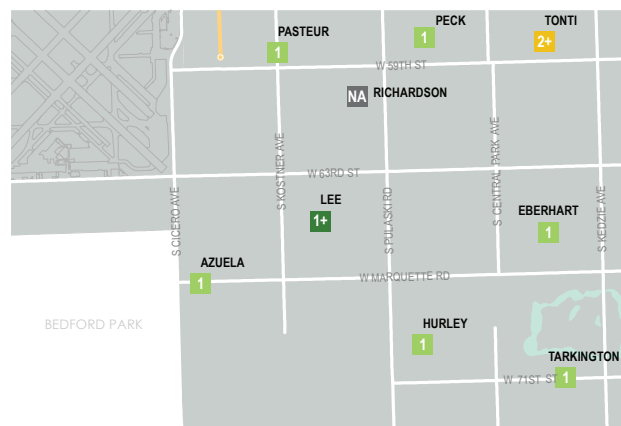 PASTEUR
1
PECK
1
TONTI
2+
W 59TH ST
NA
RICHARDSON
S KOSTNER AVE
S CENTRAL PARK AVE
W 63RD ST
S CICERO AVE
LEE
1+
S PULASKI RD
EBERHART
1
S KEDZIE AVE
AZUELA
1
W MARQUETTE RD
BEDFORD PARK
HURLEY
1
TARKINGTON
W 71ST ST
1